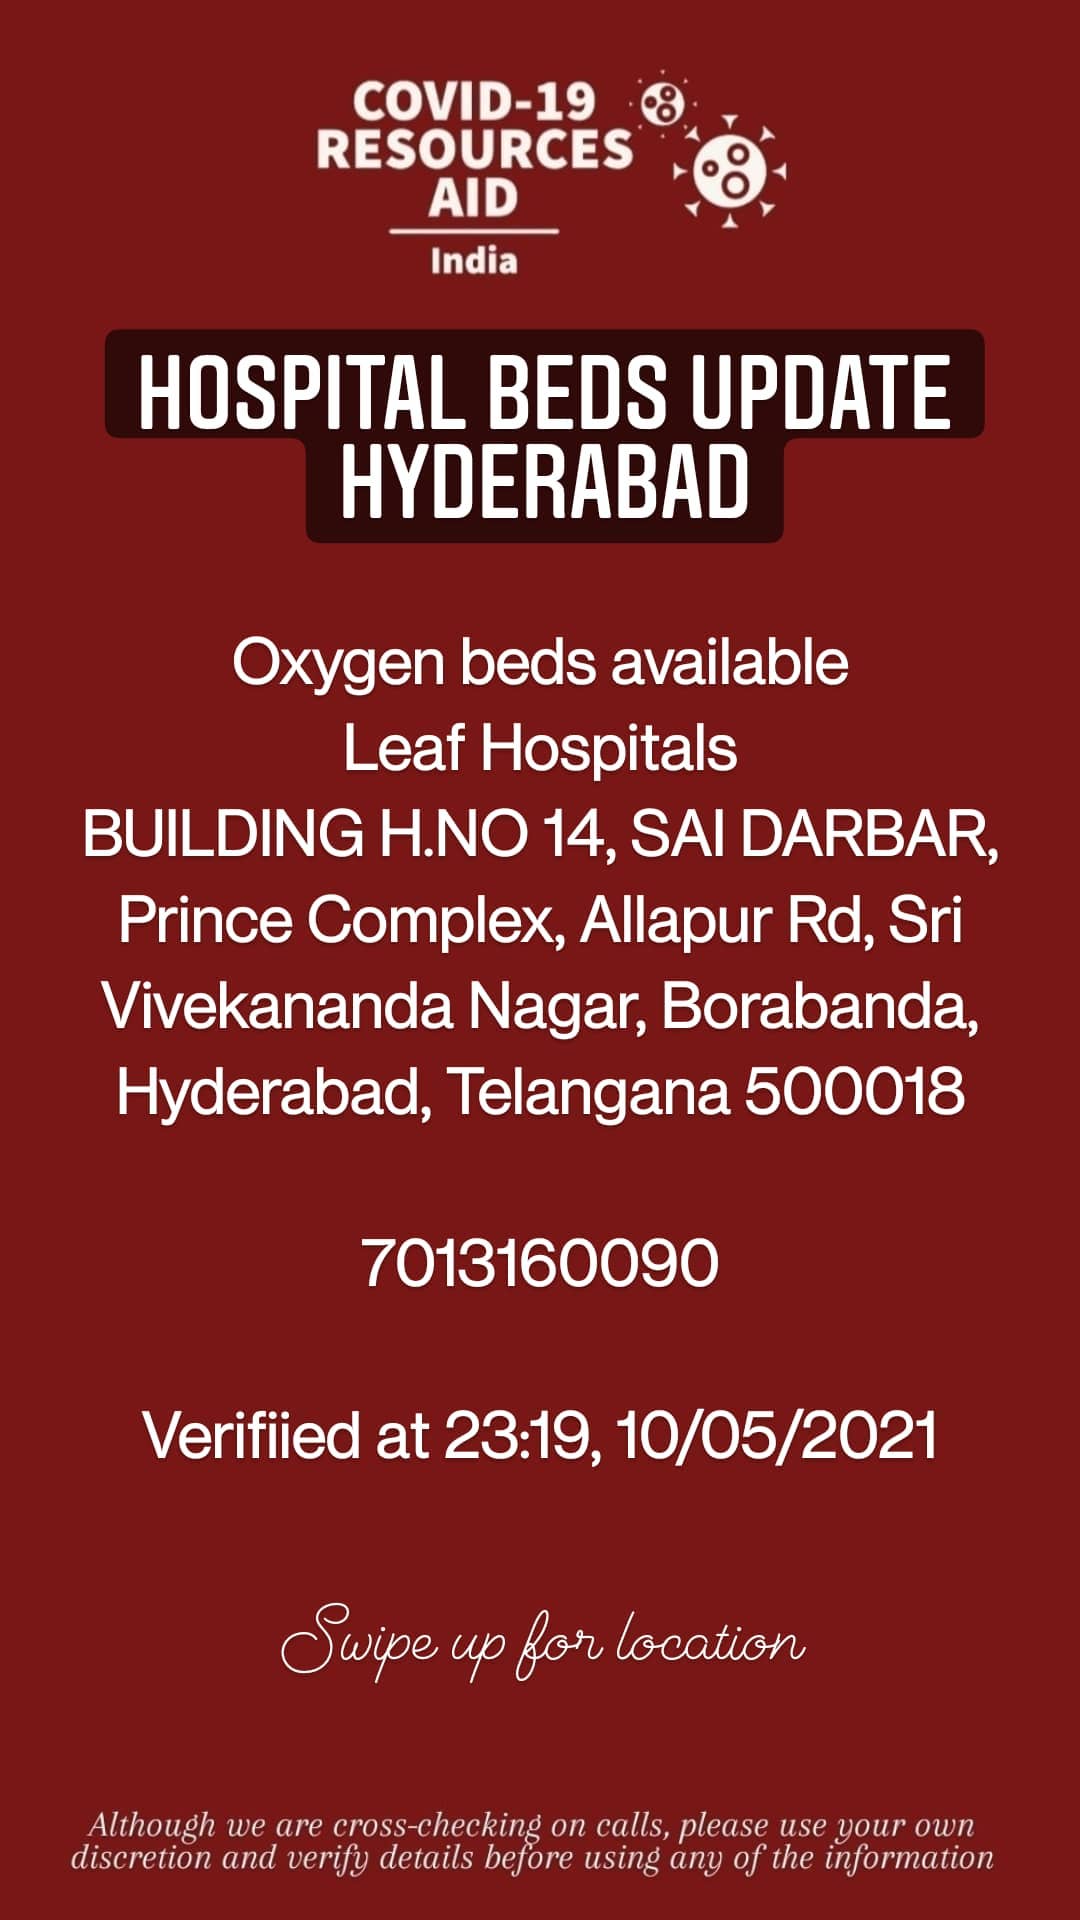 COVID-19
RESOURCES
AID
India
HOSPITAL BEDS UPDATE
HYDERABAD
Oxygen beds available
Leaf Hospitals
BUILDING H.NO 14, SAI DARBAR,
Prince Complex, Allapur Rd, Sri
Vivekananda Nagar, Borabanda,
Hyderabad, Telangana 500018
7013160090
Verifiied at 23:19, 10/05/2021
Swipe up for location
Although we are cross-checking on calls, please use your own
discretion and verify details before using any of the information